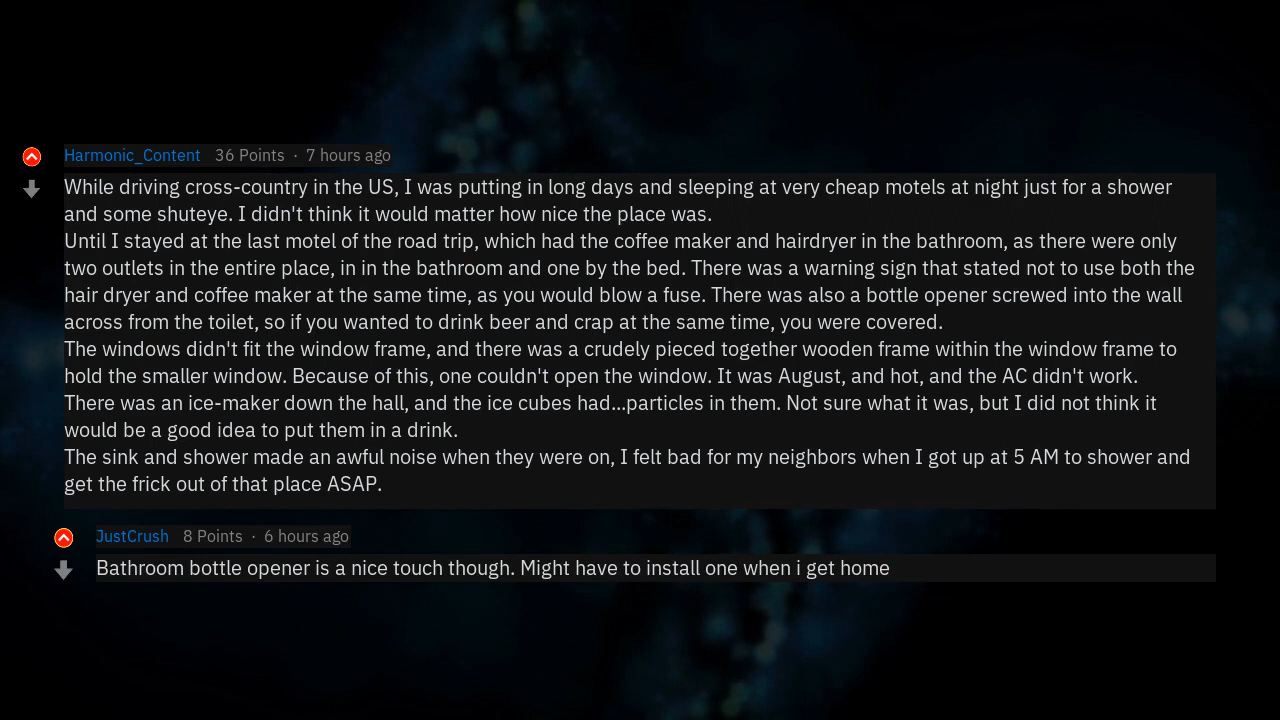 Harmonic_Content 36 Points · 7 hours ago
While driving cross-country in the US, I was putting in long days and sleeping at very cheap motels at night just for a shower
and some shuteye. I didn't think it would matter how nice the place was.
Until I stayed at the last motel of the road trip, which had the coffee maker and hairdryer in the bathroom, as there were only
two outlets in the entire place, in in the bathroom and one by the bed. There was a warning sign that stated not to use both the
hair dryer and coffee maker at the same time, as you would blow a fuse. There was also a bottle opener screwed into the wall
across from the toilet, so if you wanted to drink beer and crap at the same time, you were covered.
The windows didn't fit the window frame, and there was a crudely pieced together wooden frame within the window frame to
hold the smaller window. Because of this, one couldn't open the window. It was August, and hot, and the AC didn't work.
There was an ice-maker down the hall, and the ice cubes had...particles in them. Not sure what it was, but I did not think it
would be a good idea to put them in a drink.
The sink and shower made an awful noise when they were on, I felt bad for my neighbors when I got up at 5 AM to shower and
get the frick out of that place ASAP.
JustCrush 8 Points · 6 hours ago
Bathroom bottle opener is a nice touch though. Might have to install one when i get home